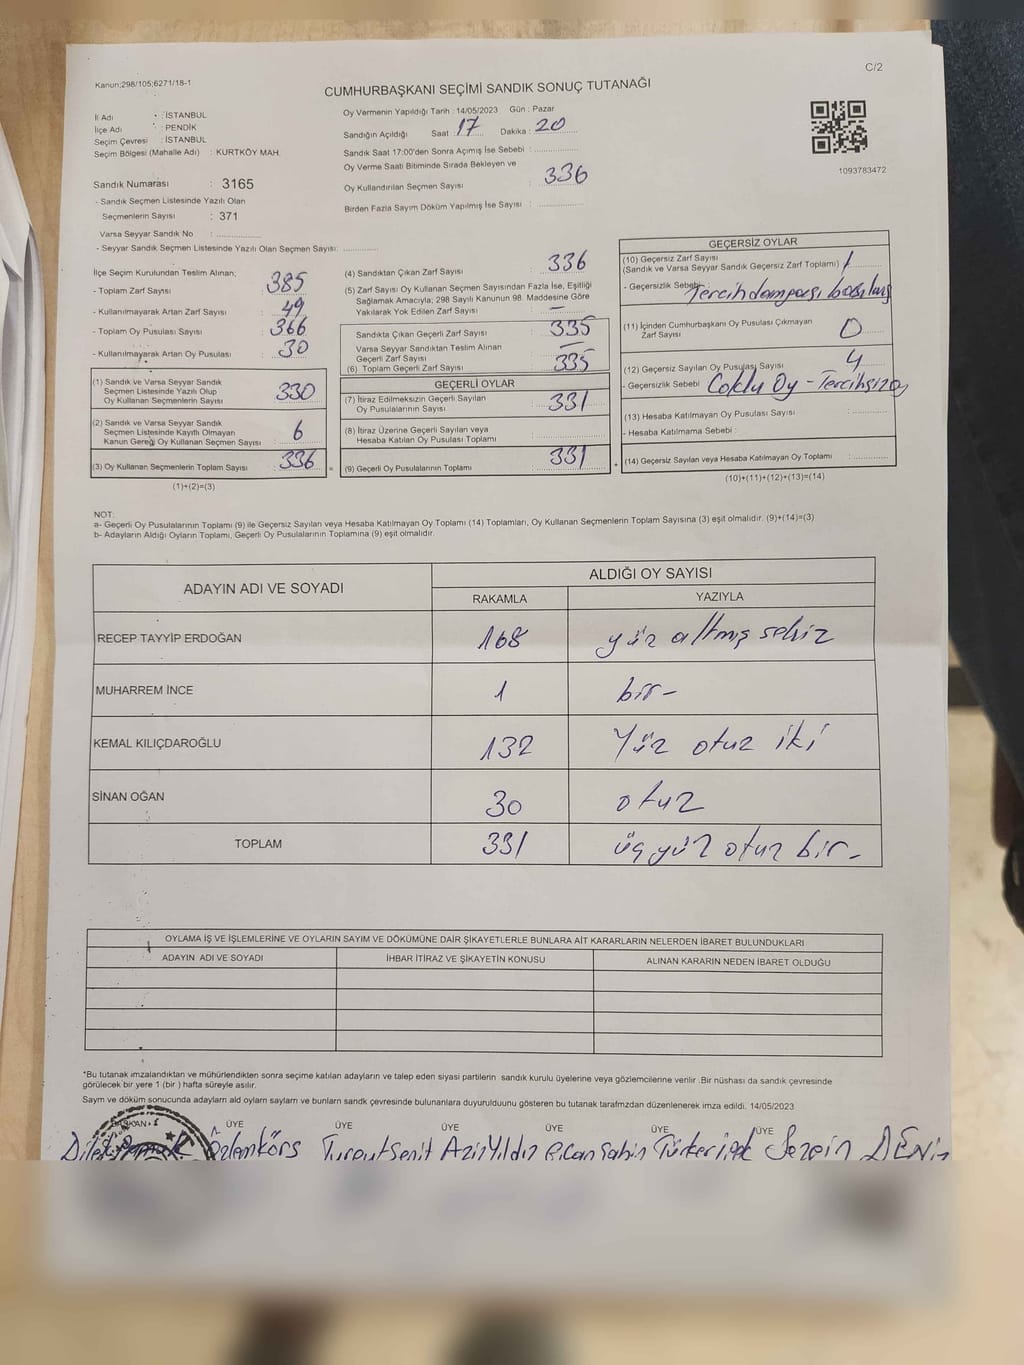 Kanun;298/105;6271/18-1
C/2
CUMHURBAŞKANI SEÇİMİ SANDIK SONUÇ TUTANAĞI
İl Adı : İSTANBUL
İlçe Adı : PENDİK
Seçim Çevresi : İSTANBUL
Seçim Bölgesi (Mahalle Adı) : KURTKÖY MAH.
Sandık Numarası : 3165
- Sandık Seçmen Listesinde Yazılı Olan
Seçmenlerin Sayısı : 371
Varsa Seyyar Sandık No :
- Seyyar Sandık Seçmen Listesinde Yazılı Olan Seçmen Sayısı:
Oy Vermenin Yapıldığı Tarih : 14/05/2023 Gün : Pazar
Sandığın Açıldığı Saat : 17 Dakika : 20
Sandık Saat 17:00'den Sonra Açımış İse Sebebi :
Oy Verme Saati Bitiminde Sırada Bekleyen ve
Oy Kullandırılan Seçmen Sayısı : 336
Birden Fazla Sayım Döküm Yapılmış İse Sayısı :
1093783472
İlçe Seçim Kurulundan Teslim Alınan;
- Toplam Zarf Sayısı : 385
- Kullanılmayarak Artan Zarf Sayısı : 49
- Toplam Oy Pusulası Sayısı : 366
- Kullanılmayarak Artan Oy Pusulası : 30
(1) Sandık ve Varsa Seyyar Sandık
Seçmen Listesinde Yazılı Olup
Oy Kullanan Seçmenlerin Sayısı : 330
(2) Sandık ve Varsa Seyyar Sandık
Seçmen Listesinde Kayıtlı Olmayan
Kanun Gereği Oy Kullanan Seçmen Sayısı : 6
(3) Oy Kullanan Seçmenlerin Toplam Sayısı : 336 =
(1)+(2)=(3)
(4) Sandıktan Çıkan Zarf Sayısı : 336
(5) Zarf Sayısı Oy Kullanan Seçmen Sayısından Fazla İse, Eşitliği
Sağlamak Amacıyla; 298 Sayılı Kanunun 98. Maddesine Göre
Yakılarak Yok Edilen Zarf Sayısı : —
Sandıkta Çıkan Geçerli Zarf Sayısı : 335
Varsa Seyyar Sandıktan Teslim Alınan
Geçerli Zarf Sayısı : —
(6) Toplam Geçerli Zarf Sayısı : 335
GEÇERLİ OYLAR
(7) İtiraz Edilmeksizin Geçerli Sayılan
Oy Pusulalarının Sayısı : 331
(8) İtiraz Üzerine Geçerli Sayılan veya
Hesaba Katılan Oy Pusulası Toplamı :
(9) Geçerli Oy Pusulalarının Toplamı : 331 +
GEÇERSİZ OYLAR
(10) Geçersiz Zarf Sayısı
(Sandık ve Varsa Seyyar Sandık Geçersiz Zarf Toplamı) : 1
- Geçersizlik Sebebi: Tercih damgası basılmış
(11) İçinden Cumhurbaşkanı Oy Pusulası Çıkmayan
Zarf Sayısı : 0
(12) Geçersiz Sayılan Oy Pusulası Sayısı : 4
- Geçersizlik Sebebi Çoklu Oy - Tercihsiz oy
(13) Hesaba Katılmayan Oy Pusulası Sayısı :
- Hesaba Katılmama Sebebi :
(14) Geçersiz Sayılan veya Hesaba Katılmayan Oy Toplamı :
(10)+(11)+(12)+(13)=(14)
NOT:
a- Geçerli Oy Pusulalarının Toplamı (9) ile Geçersiz Sayılan veya Hesaba Katılmayan Oy Toplamı (14) Toplamları, Oy Kullanan Seçmenlerin Toplam Sayısına (3) eşit olmalıdır. (9)+(14)=(3)
b- Adayların Aldığı Oyların Toplamı, Geçerli Oy Pusulalarının Toplamına (9) eşit olmalıdır.
ADAYIN ADI VE SOYADI
ALDIĞI OY SAYISI
RAKAMLA YAZIYLA
RECEP TAYYİP ERDOĞAN 168 yüz altmış sekiz
MUHARREM İNCE 1 bir-
KEMAL KILIÇDAROĞLU 132 Yüz otuz iki
SİNAN OĞAN 30 otuz
TOPLAM 331 üç yüz otuz bir-
OYLAMA İŞ VE İŞLEMLERİNE VE OYLARIN SAYIM VE DÖKÜMÜNE DAİR ŞİKAYETLERLE BUNLARA AİT KARARLARIN NELERDEN İBARET BULUNDUKLARI
ADAYIN ADI VE SOYADI İHBAR İTİRAZ VE ŞİKAYETİN KONUSU ALINAN KARARIN NEDEN İBARET OLDUĞU
*Bu tutanak imzalandıktan ve mühürlendikten sonra seçime katılan adayların ve talep eden siyasi partilerin sandık kurulu üyelerine veya gözlemcilerine verilir .Bir nüshası da sandık çevresinde
görülecek bir yere 1 (bir ) hafta süreyle asılır.
Sayım ve döküm sonucunda adayların aldı oyların sayların bunların sandk çevresinde bulunanlara duyurulduunu gösteren bu tutanak tarafmzdan düzenlenerek imza edildi. 14/05/2023
BAŞKAN ÜYE ÜYE ÜYE ÜYE ÜYE
Turgut Şenit Aziz Yıldız Sezgin DENİZ